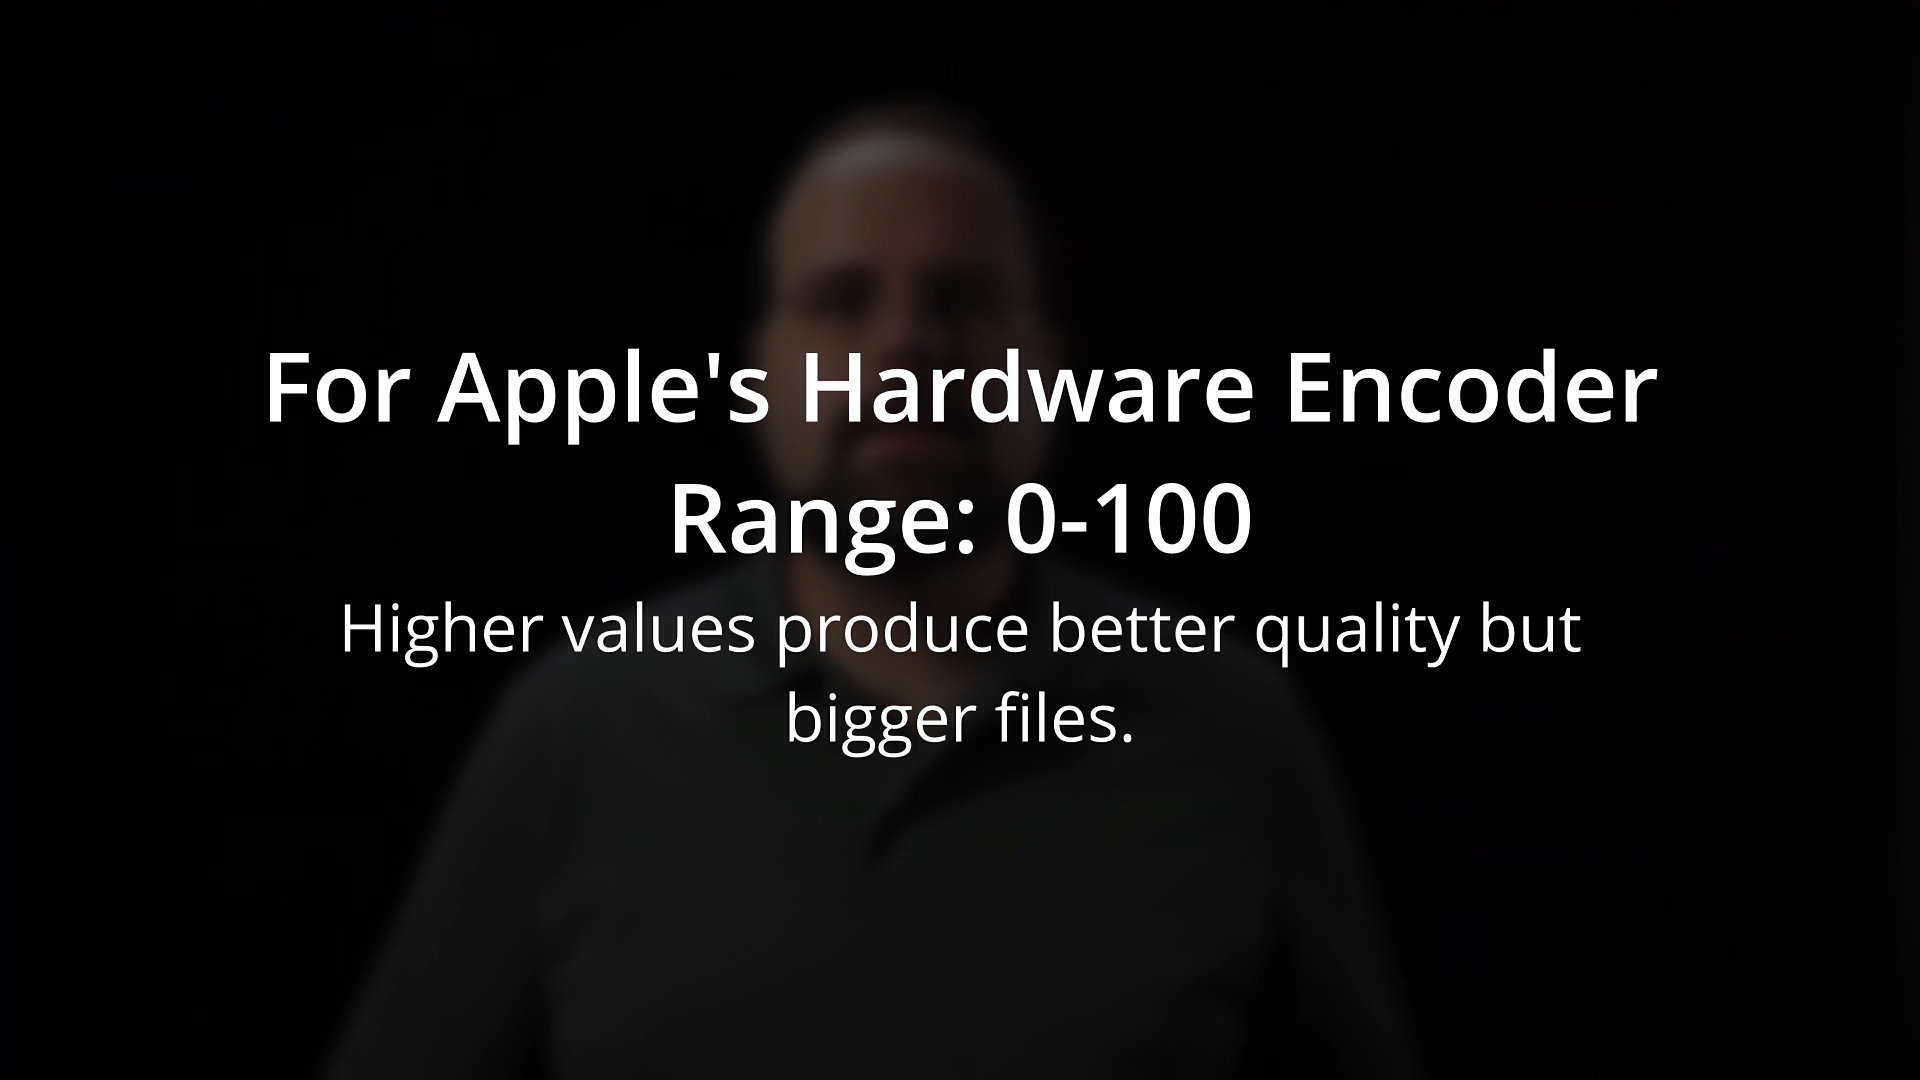 For Apple's Hardware Encoder
Range: 0-100
Higher values produce better quality but
bigger files.